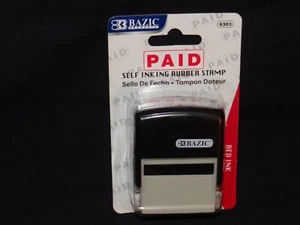 BAZIC
6303
PAID
SELF INKING RUBBER STAMP
Sello De Fecha • Tampon Dateur
BAZIC
RED INK